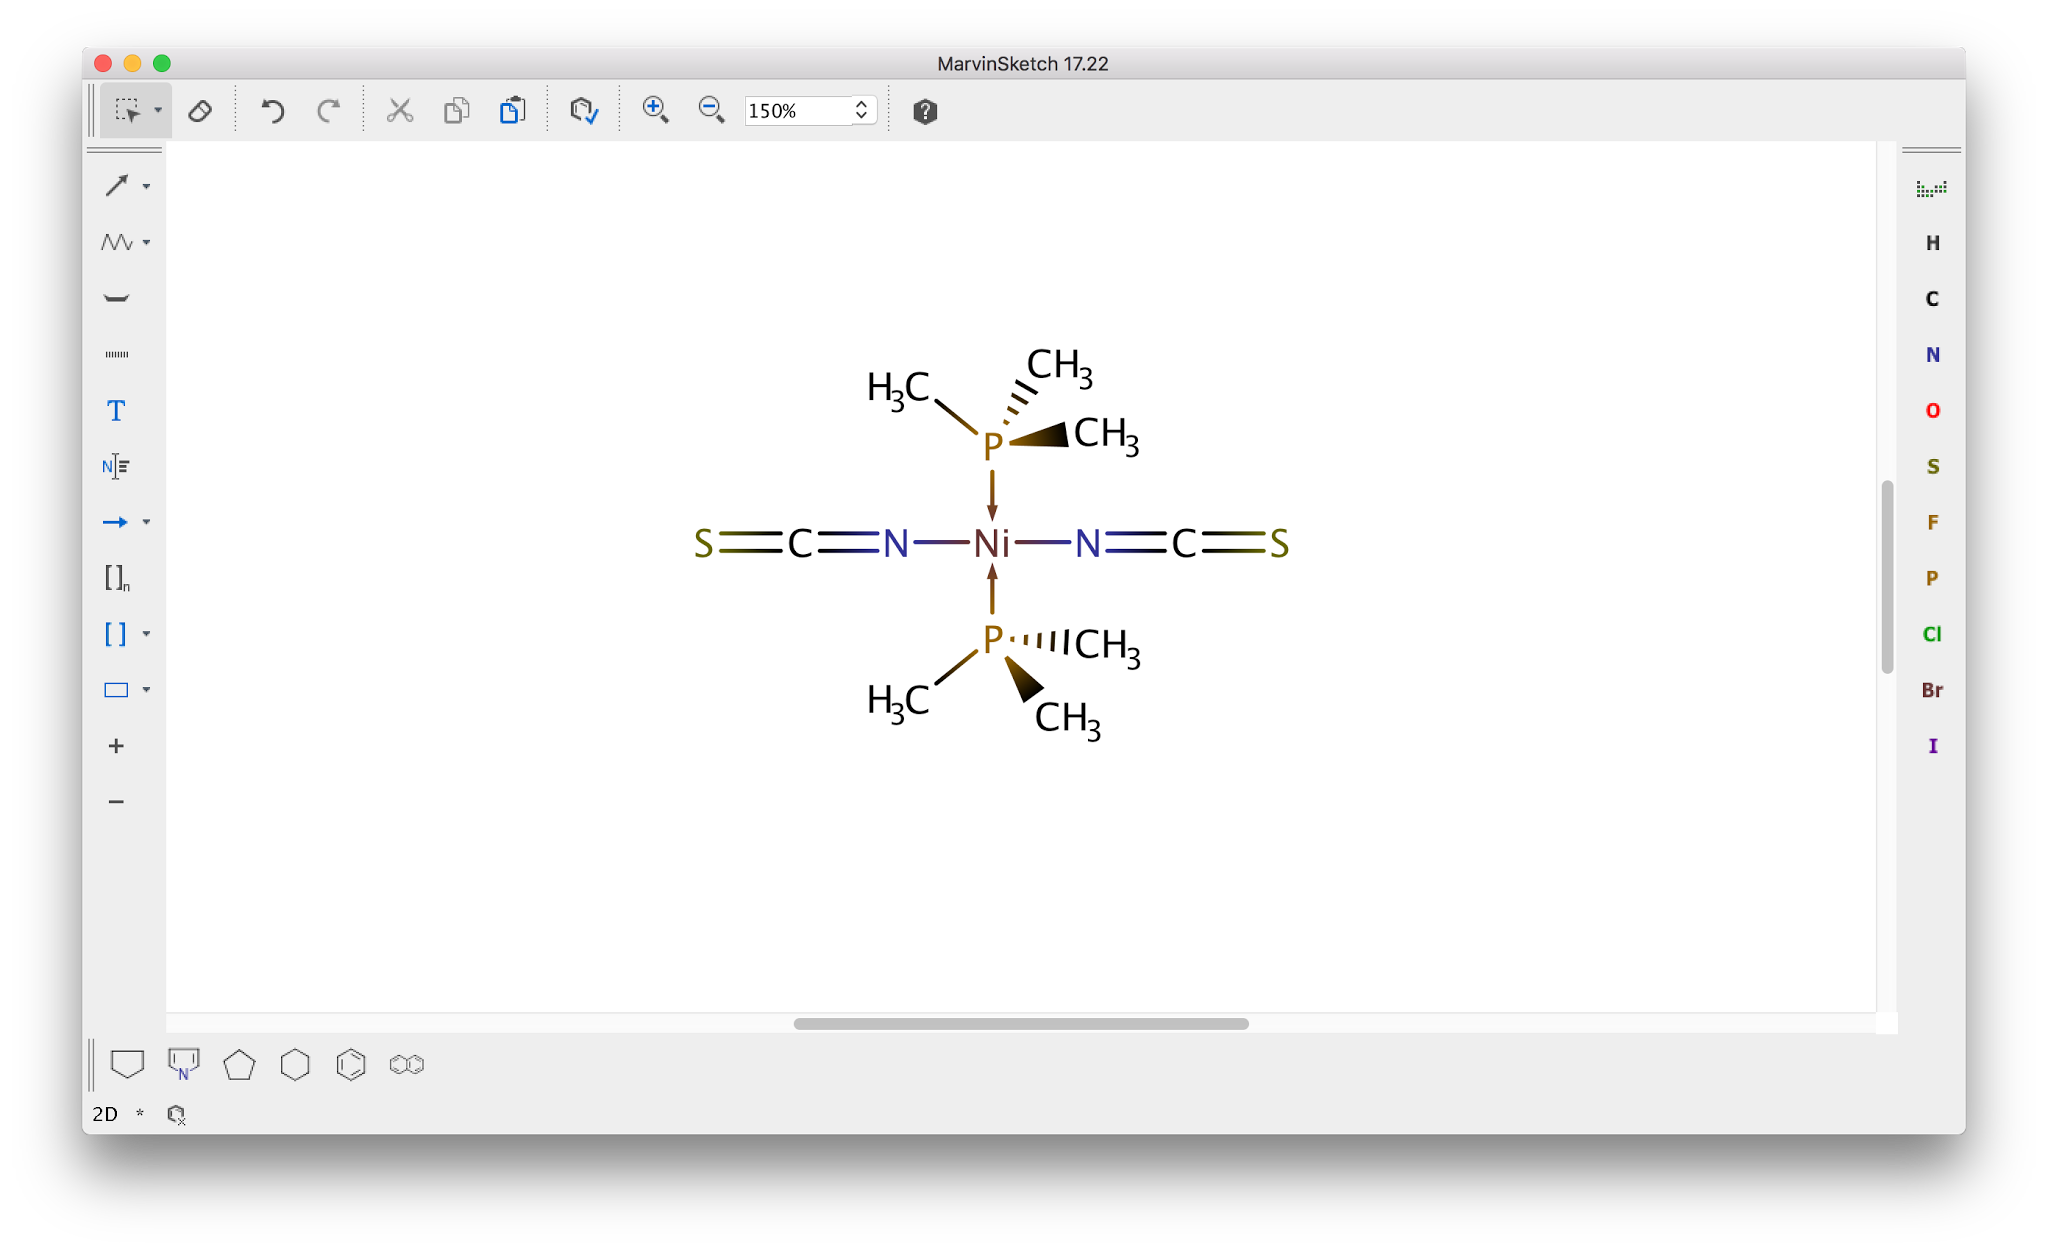 MarvinSketch 17.22
150%
?
H
C
N
O
S
F
P
Cl
Br
I
T
N
[ ]n
[ ]
+
−
CH3
H3C
CH3
P
S C N Ni N C S
P
CH3
H3C
CH3
N
2D *